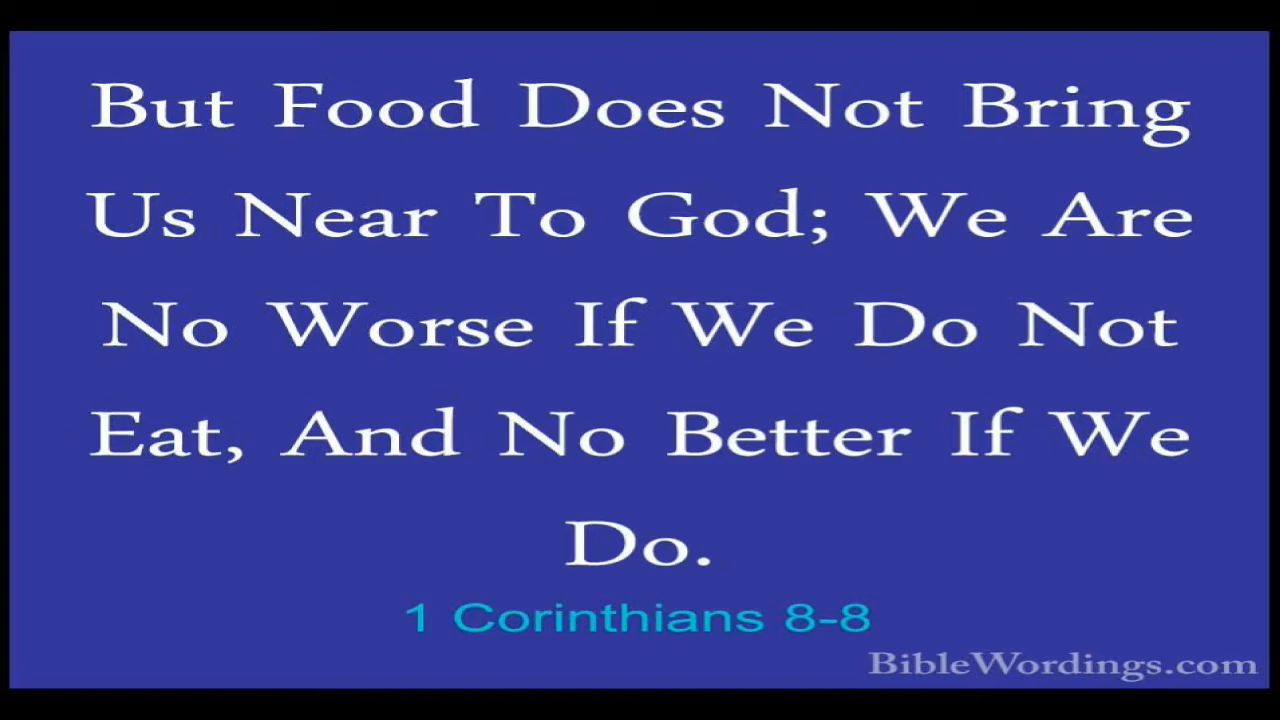 But Food Does Not Bring
Us Near To God; We Are
No Worse If We Do Not
Eat, And No Better If We
Do.
1 Corinthians 8-8
BibleWordings.com